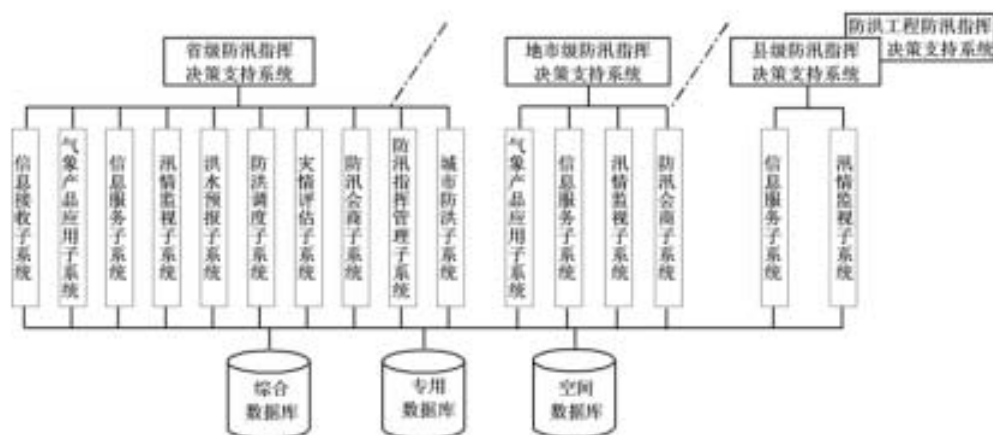 省级防汛指挥
决策支持系统
地市级防汛指挥
决策支持系统
县级防汛指挥
决策支持系统
防洪工程防汛指挥
决策支持系统
信息接收子系统
气象产品应用子系统
信息服务子系统
汛情监视子系统
洪水预报子系统
防洪调度子系统
灾情评估子系统
防汛会商子系统
防汛指挥管理子系统
城市防洪子系统
气象产品应用子系统
信息服务子系统
汛情监视子系统
防汛会商子系统
信息服务子系统
汛情监视子系统
综合
数据库
专用
数据库
空间
数据库